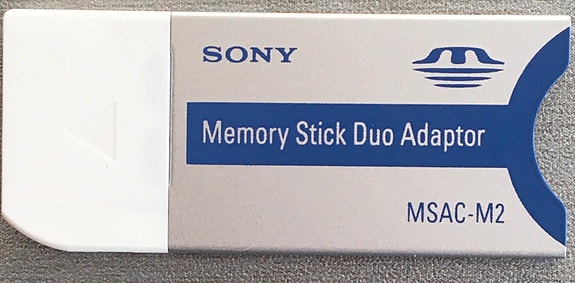 SONY
Memory Stick Duo Adaptor
MSAC-M2